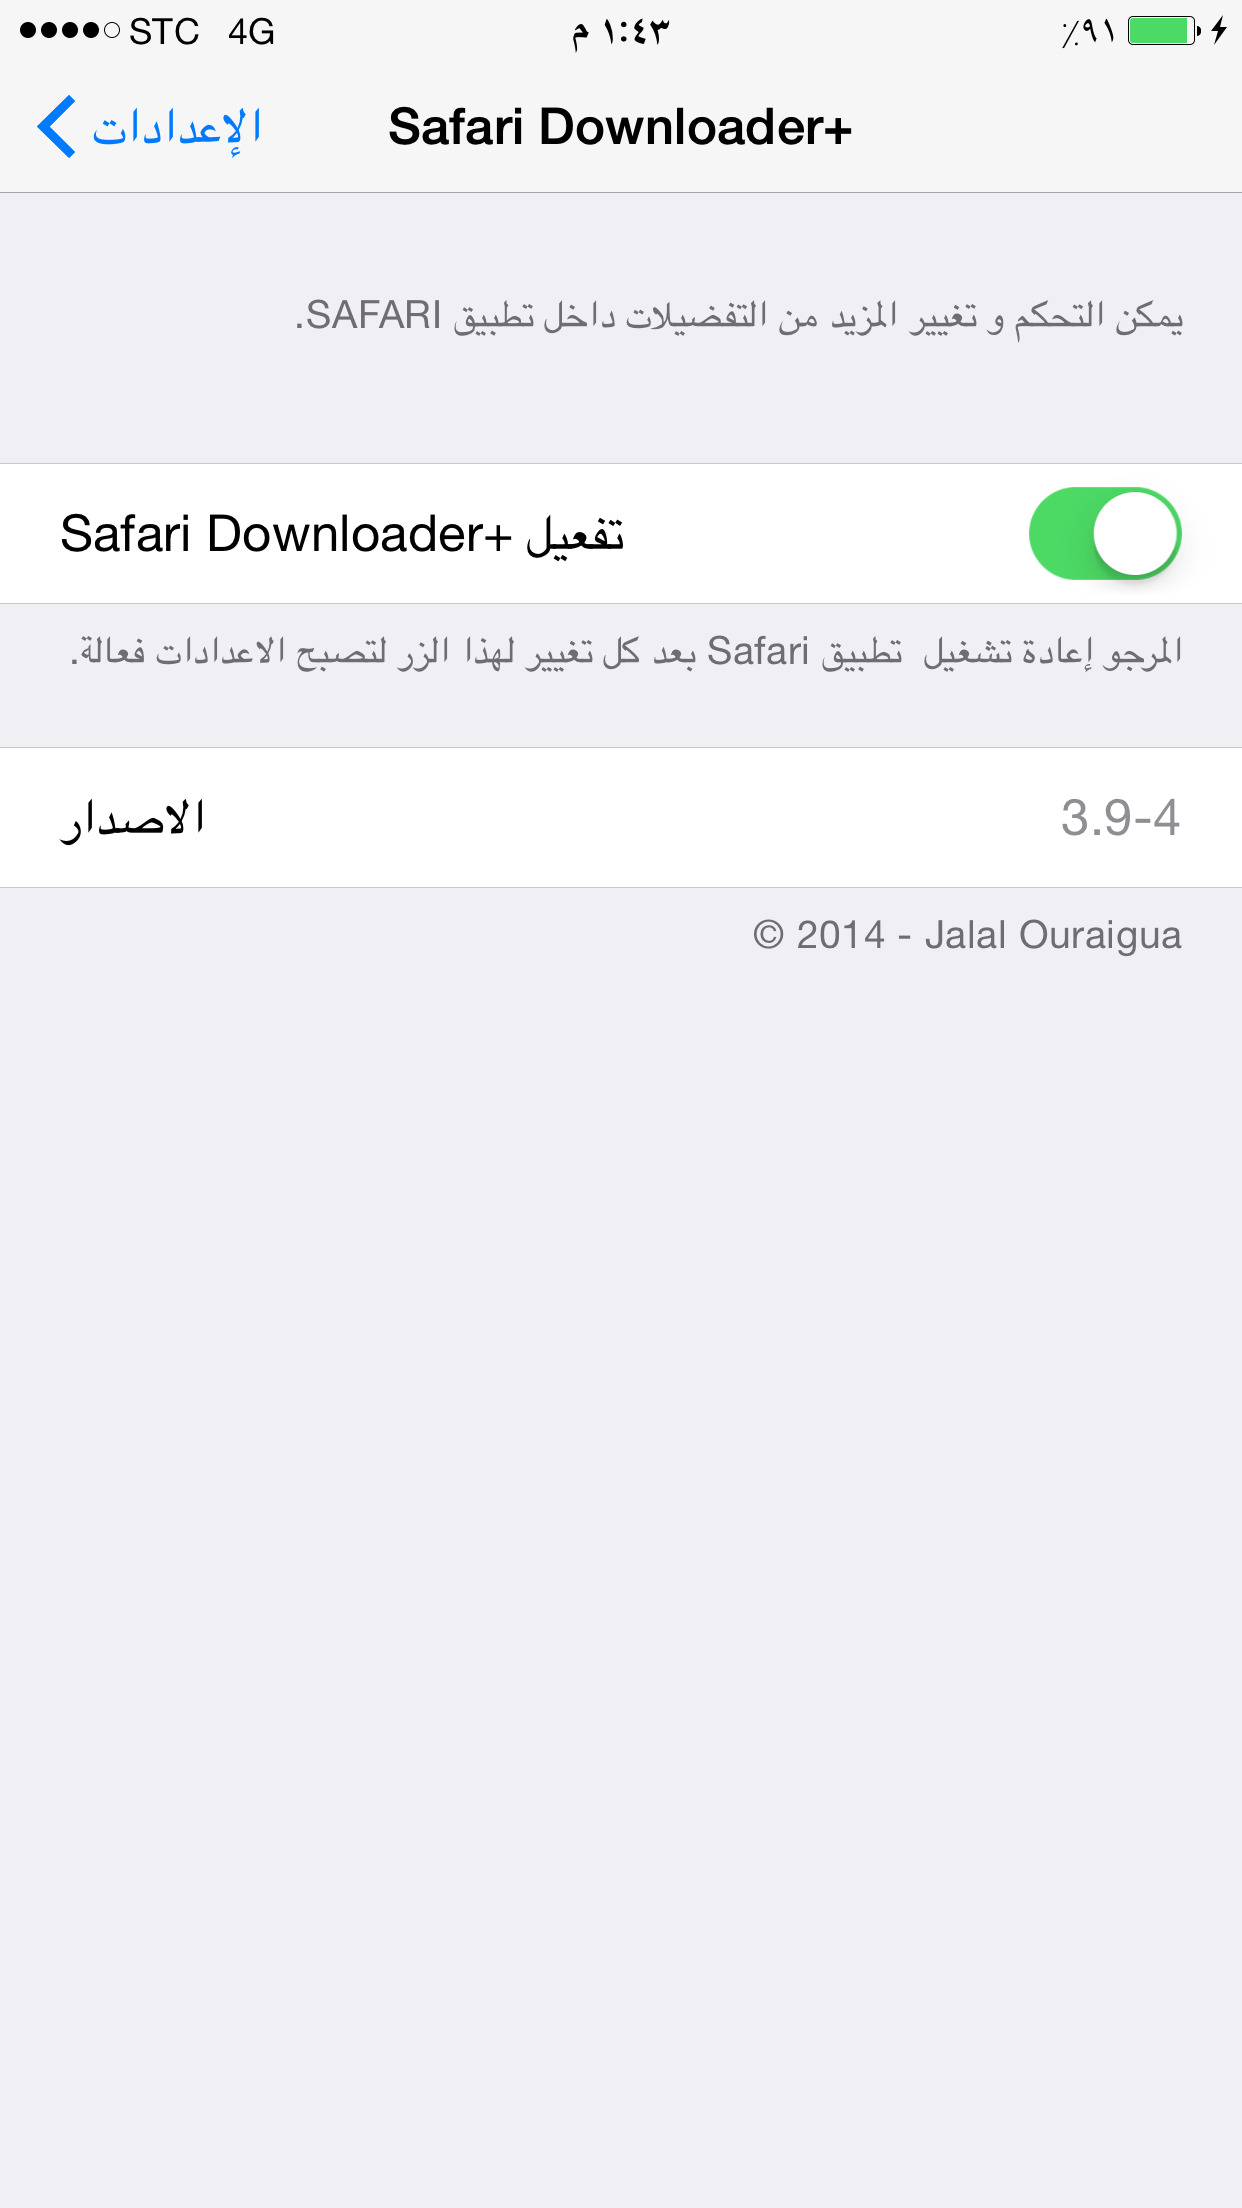 STC 4G
١:٤٣ م
٪٩١
الإعدادات
Safari Downloader+
يمكن التحكم و تغيير المزيد من التفضيلات داخل تطبيق SAFARI.
تفعيل Safari Downloader+
المرجو إعادة تشغيل  تطبيق Safari بعد كل تغيير لهذا الزر لتصبح الاعدادات فعالة.
الاصدار
3.9-4
© 2014 - Jalal Ouraigua